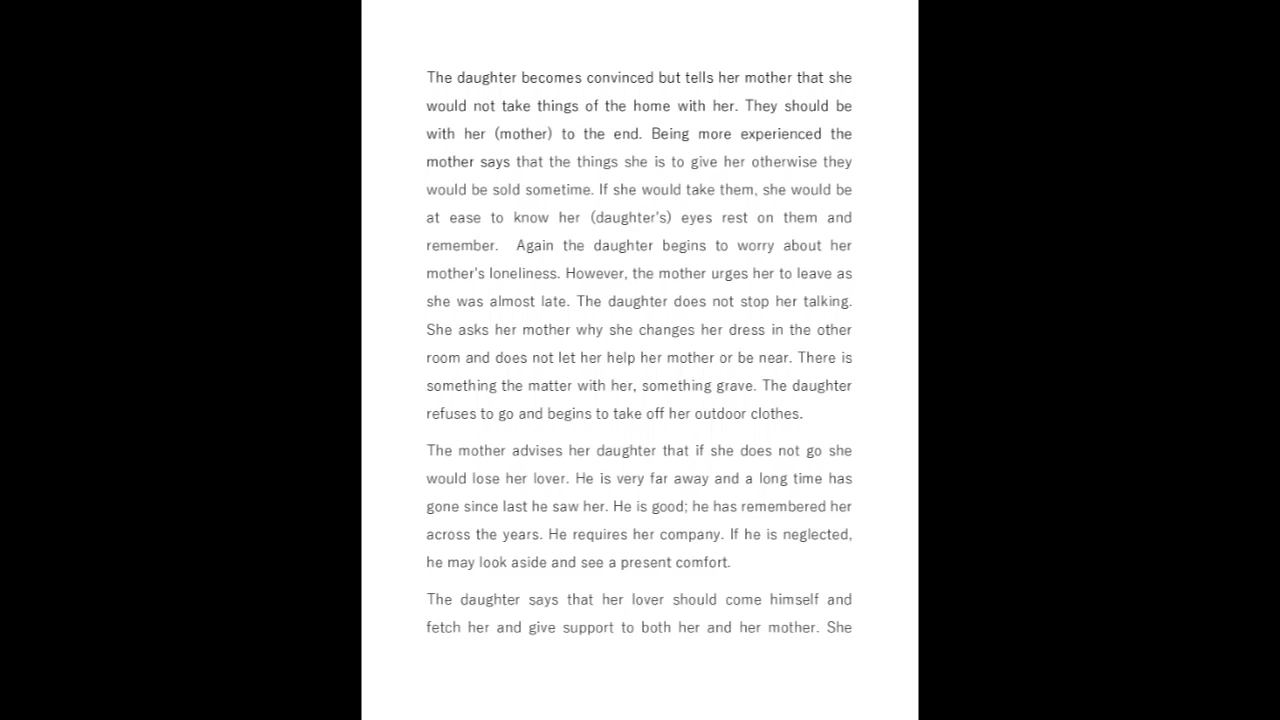 The daughter becomes convinced but tells her mother that she
would not take things of the home with her. They should be
with her (mother) to the end. Being more experienced the
mother says that the things she is to give her otherwise they
would be sold sometime. If she would take them, she would be
at ease to know her (daughter's) eyes rest on them and
remember. Again the daughter begins to worry about her
mother's loneliness. However, the mother urges her to leave as
she was almost late. The daughter does not stop her talking.
She asks her mother why she changes her dress in the other
room and does not let her help her mother or be near. There is
something the matter with her, something grave. The daughter
refuses to go and begins to take off her outdoor clothes.
The mother advises her daughter that if she does not go she
would lose her lover. He is very far away and a long time has
gone since last he saw her. He is good; he has remembered her
across the years. He requires her company. If he is neglected,
he may look aside and see a present comfort.
The daughter says that her lover should come himself and
fetch her and give support to both her and her mother. She